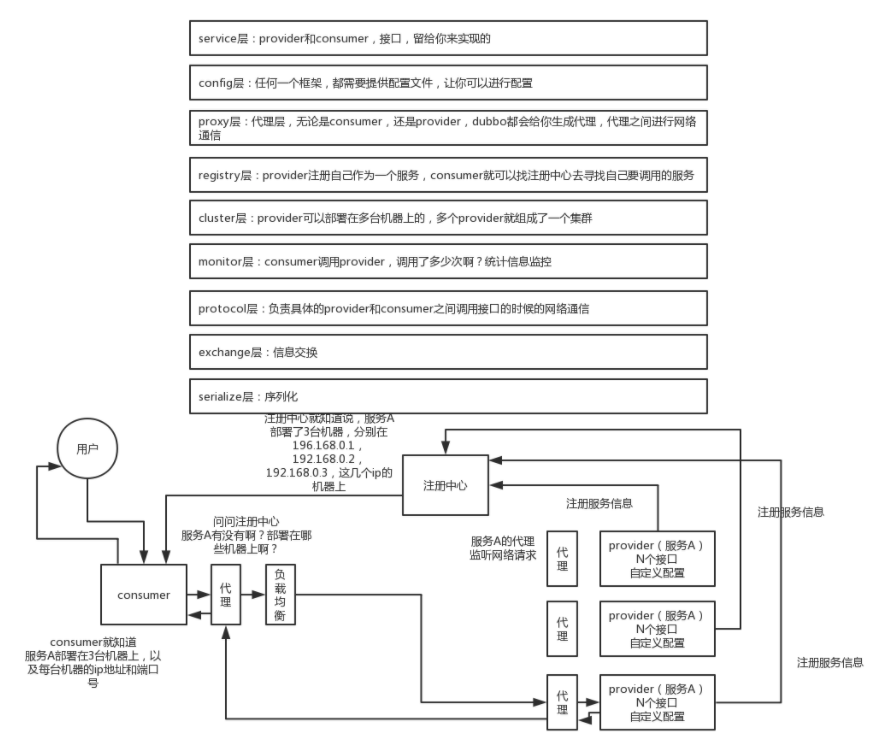 service层：provider和consumer，接口，留给你来实现的
config层：任何一个框架，都需要提供配置文件，让你可以进行配置
proxy层：代理层，无论是consumer，还是provider，dubbo都会给你生成代理，代理之间进行网络
通信
registry层：provider注册自己作为一个服务，consumer就可以找注册中心去寻找自己要调用的服务
cluster层：provider可以部署在多台机器上的，多个provider就组成了一个集群
monitor层：consumer调用provider，调用了多少次啊？统计信息监控
protocol层：负责具体的provider和consumer之间调用接口的时候的网络通信
exchange层：信息交换
serialize层：序列化
注册中心就知道说，服务A
部署了3台机器，分别在
196.168.0.1，
192.168.0.2，
192.168.0.3，这几个ip的
机器上
用户
注册中心
注册服务信息
注册服务信息
问问注册中心
服务A有没有啊？部署在哪
些机器上啊？
服务A的代理
监听网络请求
代
理
provider（服务A）
N个接口
自定义配置
consumer
代
理
负
载
均
衡
代
理
provider（服务A）
N个接口
自定义配置
consumer就知道
服务A部署在3台机器上，以
及每台机器的ip地址和端口
号
注册服务信息
代
理
provider（服务A）
N个接口
自定义配置